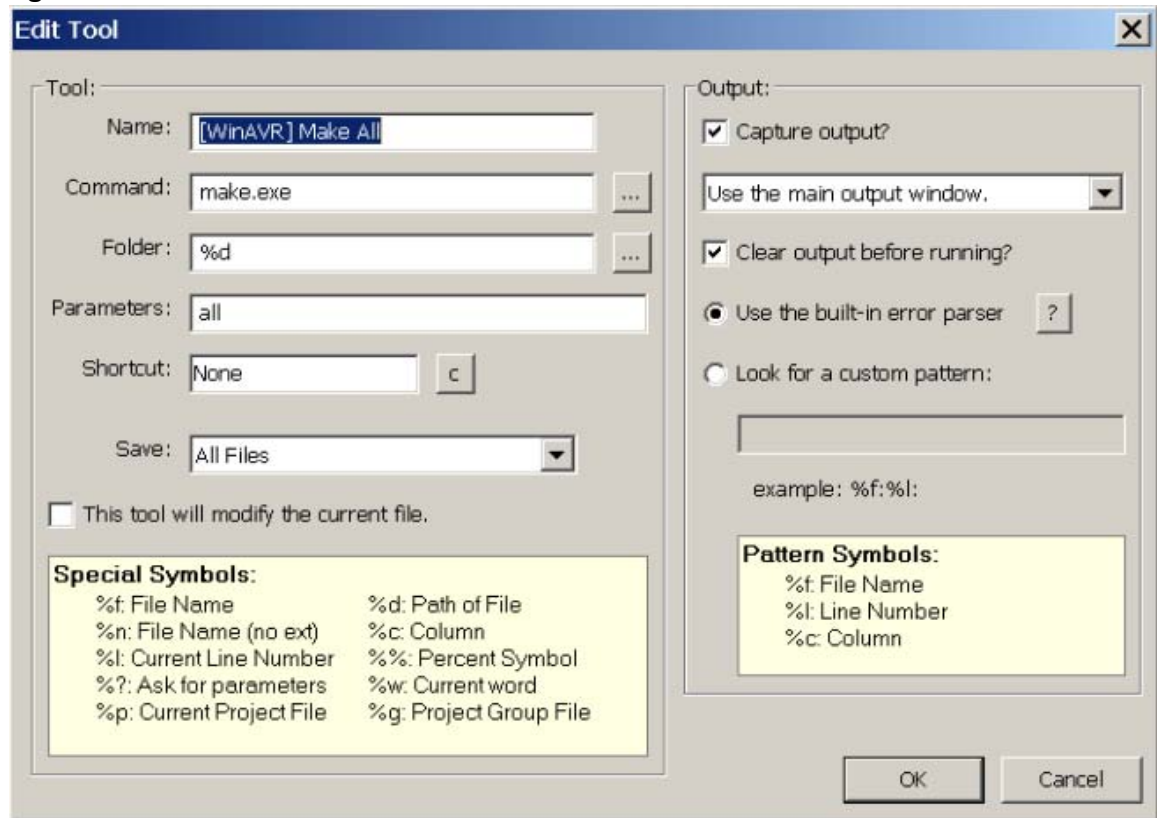 Edit Tool
Tool:
Name: [WinAVR] Make All
Command: make.exe ...
Folder: %d ...
Parameters: all
Shortcut: None c
Save: All Files
This tool will modify the current file.
Special Symbols:
%f: File Name %d: Path of File
%n: File Name (no ext) %c: Column
%l: Current Line Number %%: Percent Symbol
%?: Ask for parameters %w: Current word
%p: Current Project File %g: Project Group File
Output:
Capture output?
Use the main output window.
Clear output before running?
Use the built-in error parser ?
Look for a custom pattern:
example: %f:%l:
Pattern Symbols:
%f: File Name
%l: Line Number
%c: Column
OK Cancel